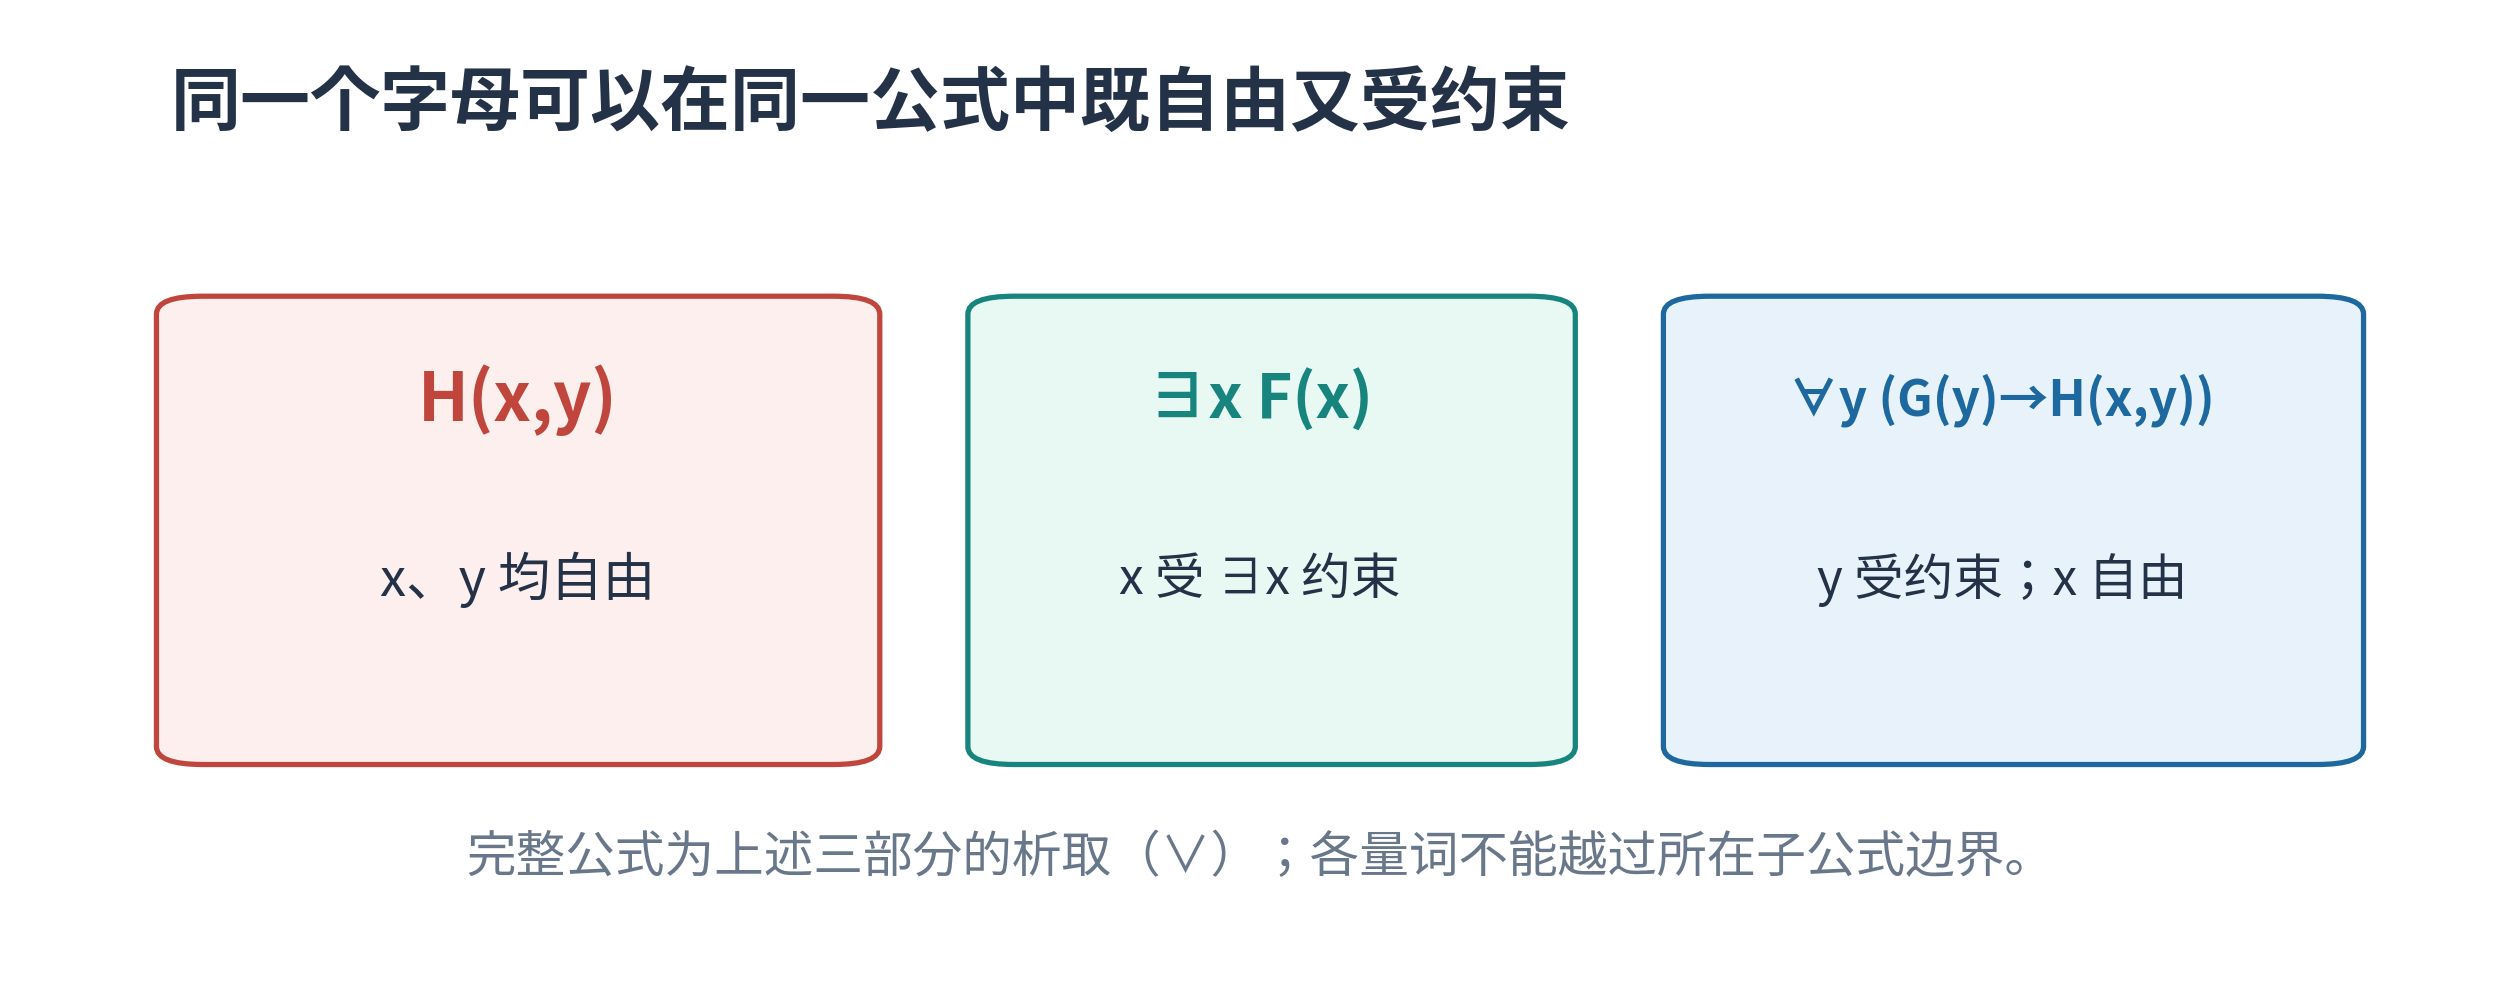 同一个字母可以在同一公式中既自由又受约束
H(x,y)
∃x F(x)
∀y (G(y)→H(x,y))
x、y 均自由
x 受 ∃x 约束
y 受约束；x 自由
完整公式为上述三部分的析取（∨）；各量词不能越过所在子公式边界。